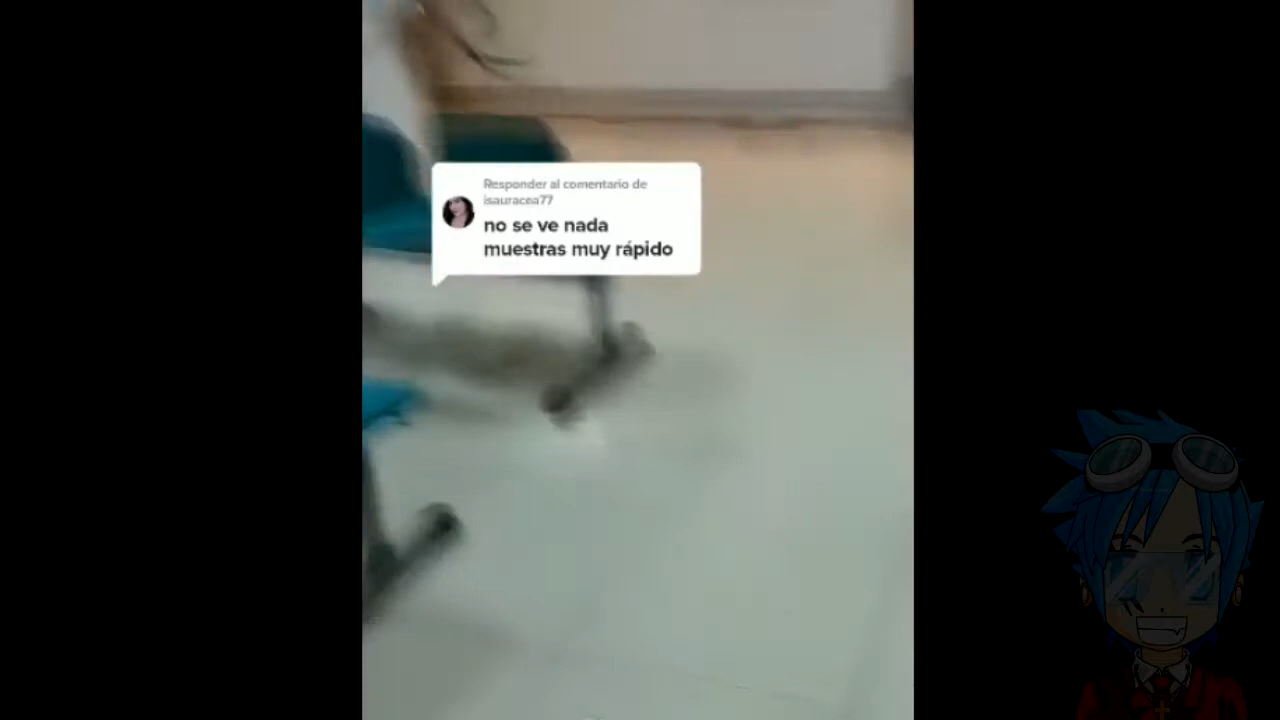 Responder al comentario de
isauracea77
no se ve nada
muestras muy rápido